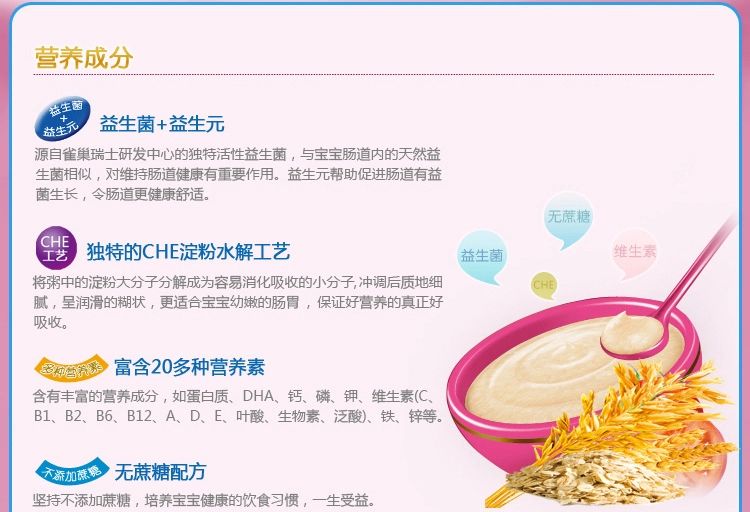 营养成分
益生菌
+
益生元
益生菌+益生元
源自雀巢瑞士研发中心的独特活性益生菌，与宝宝肠道内的天然益
生菌相似，对维持肠道健康有重要作用。益生元帮助促进肠道有益
菌生长，令肠道更健康舒适。
CHE
工艺
独特的CHE淀粉水解工艺
将粥中的淀粉大分子分解成为容易消化吸收的小分子,冲调后质地细
腻，呈润滑的糊状，更适合宝宝幼嫩的肠胃 ，保证好营养的真正好
吸收。
多种营养素
富含20多种营养素
含有丰富的营养成分，如蛋白质、DHA、钙、磷、钾、维生素(C、
B1、B2、B6、B12、A、D、E、叶酸、生物素、泛酸)、铁、锌等。
不添加蔗糖
无蔗糖配方
坚持不添加蔗糖，培养宝宝健康的饮食习惯，一生受益。
无蔗糖
益生菌
维生素
CHE